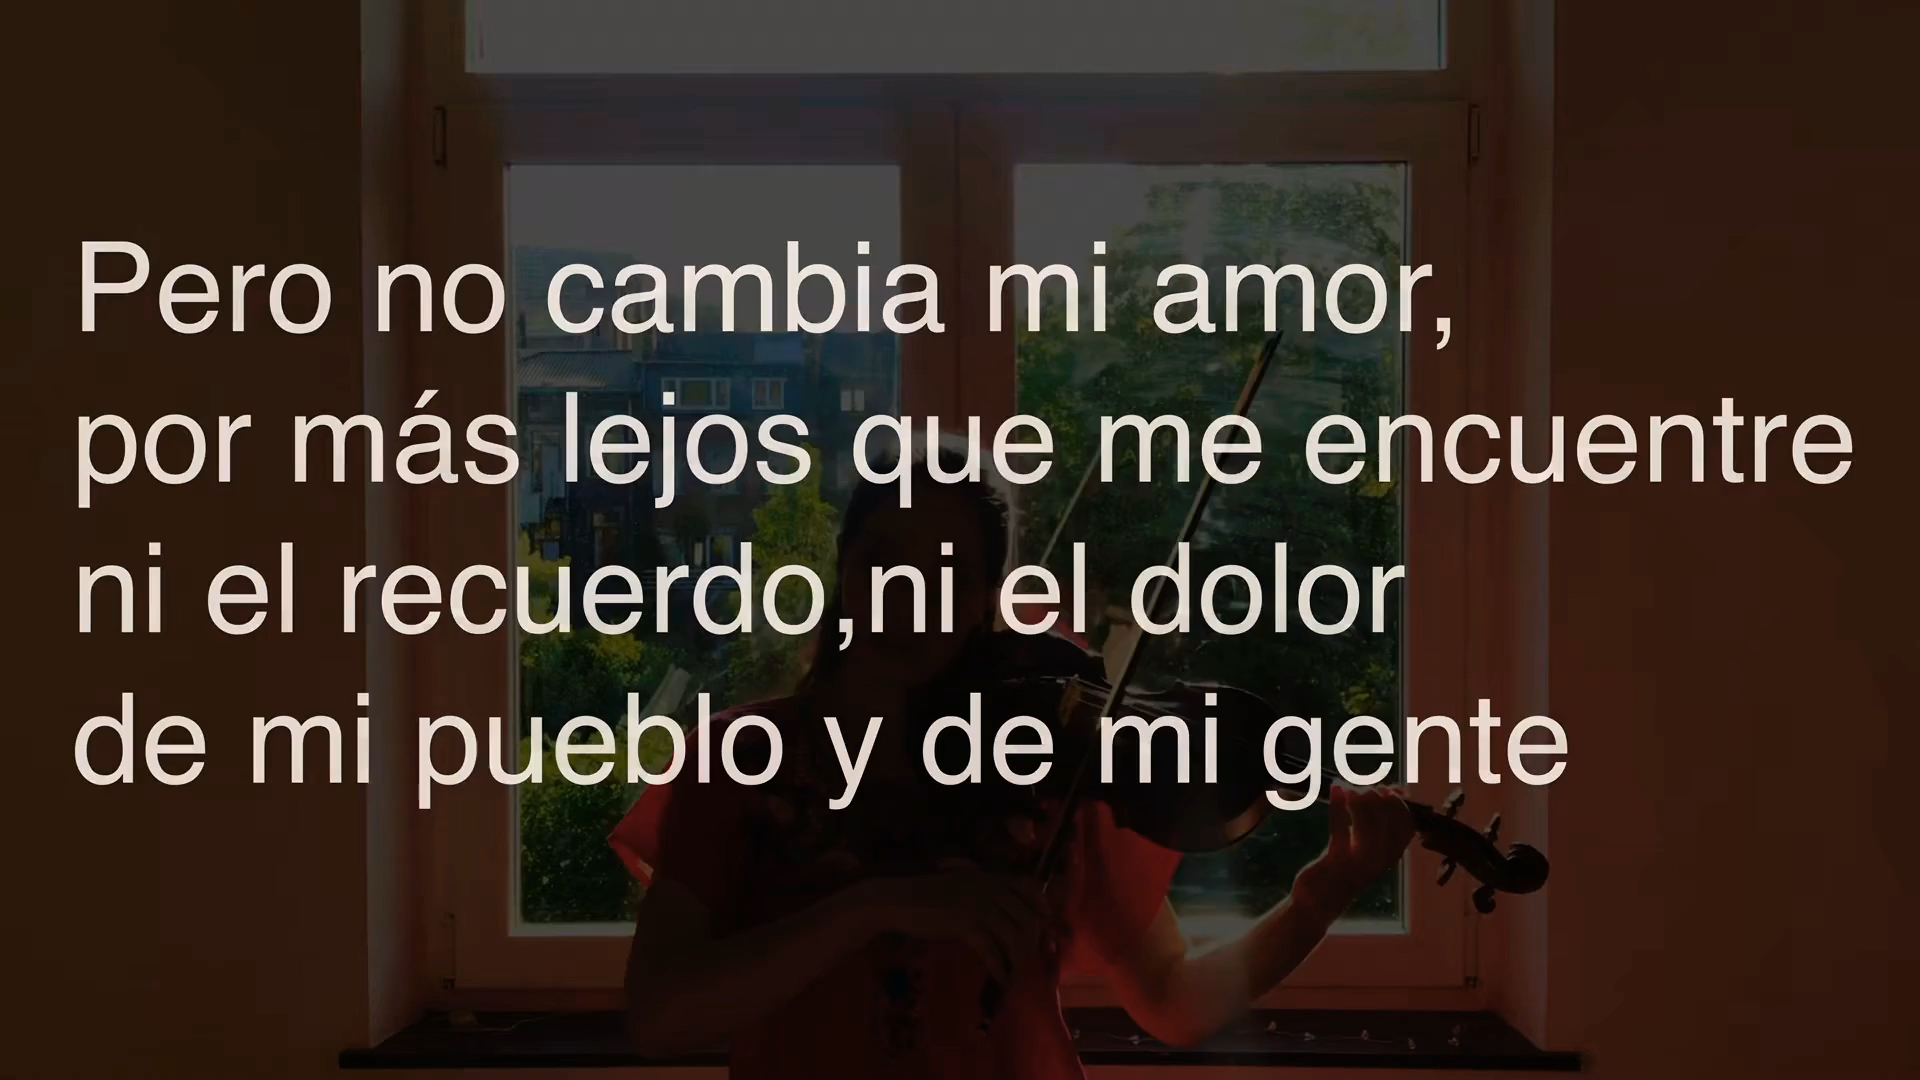 Pero no cambia mi amor,
por más lejos que me encuentre
ni el recuerdo,ni el dolor
de mi pueblo y de mi gente